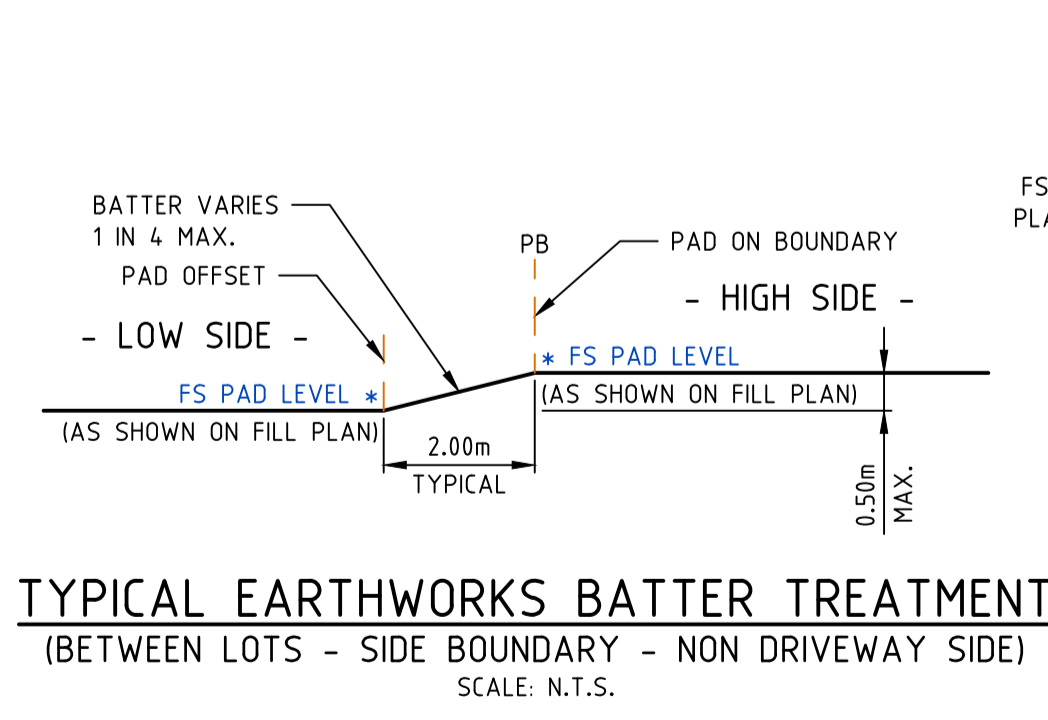 BATTER VARIES
1 IN 4 MAX.
PAD OFFSET
- LOW SIDE -
FS PAD LEVEL *
(AS SHOWN ON FILL PLAN)
PB
PAD ON BOUNDARY
- HIGH SIDE -
* FS PAD LEVEL
(AS SHOWN ON FILL PLAN)
2.00m
TYPICAL
0.50m
MAX.
FS
TYPICAL EARTHWORKS BATTER TREATMENT
(BETWEEN LOTS - SIDE BOUNDARY - NON DRIVEWAY SIDE)
SCALE: N.T.S.